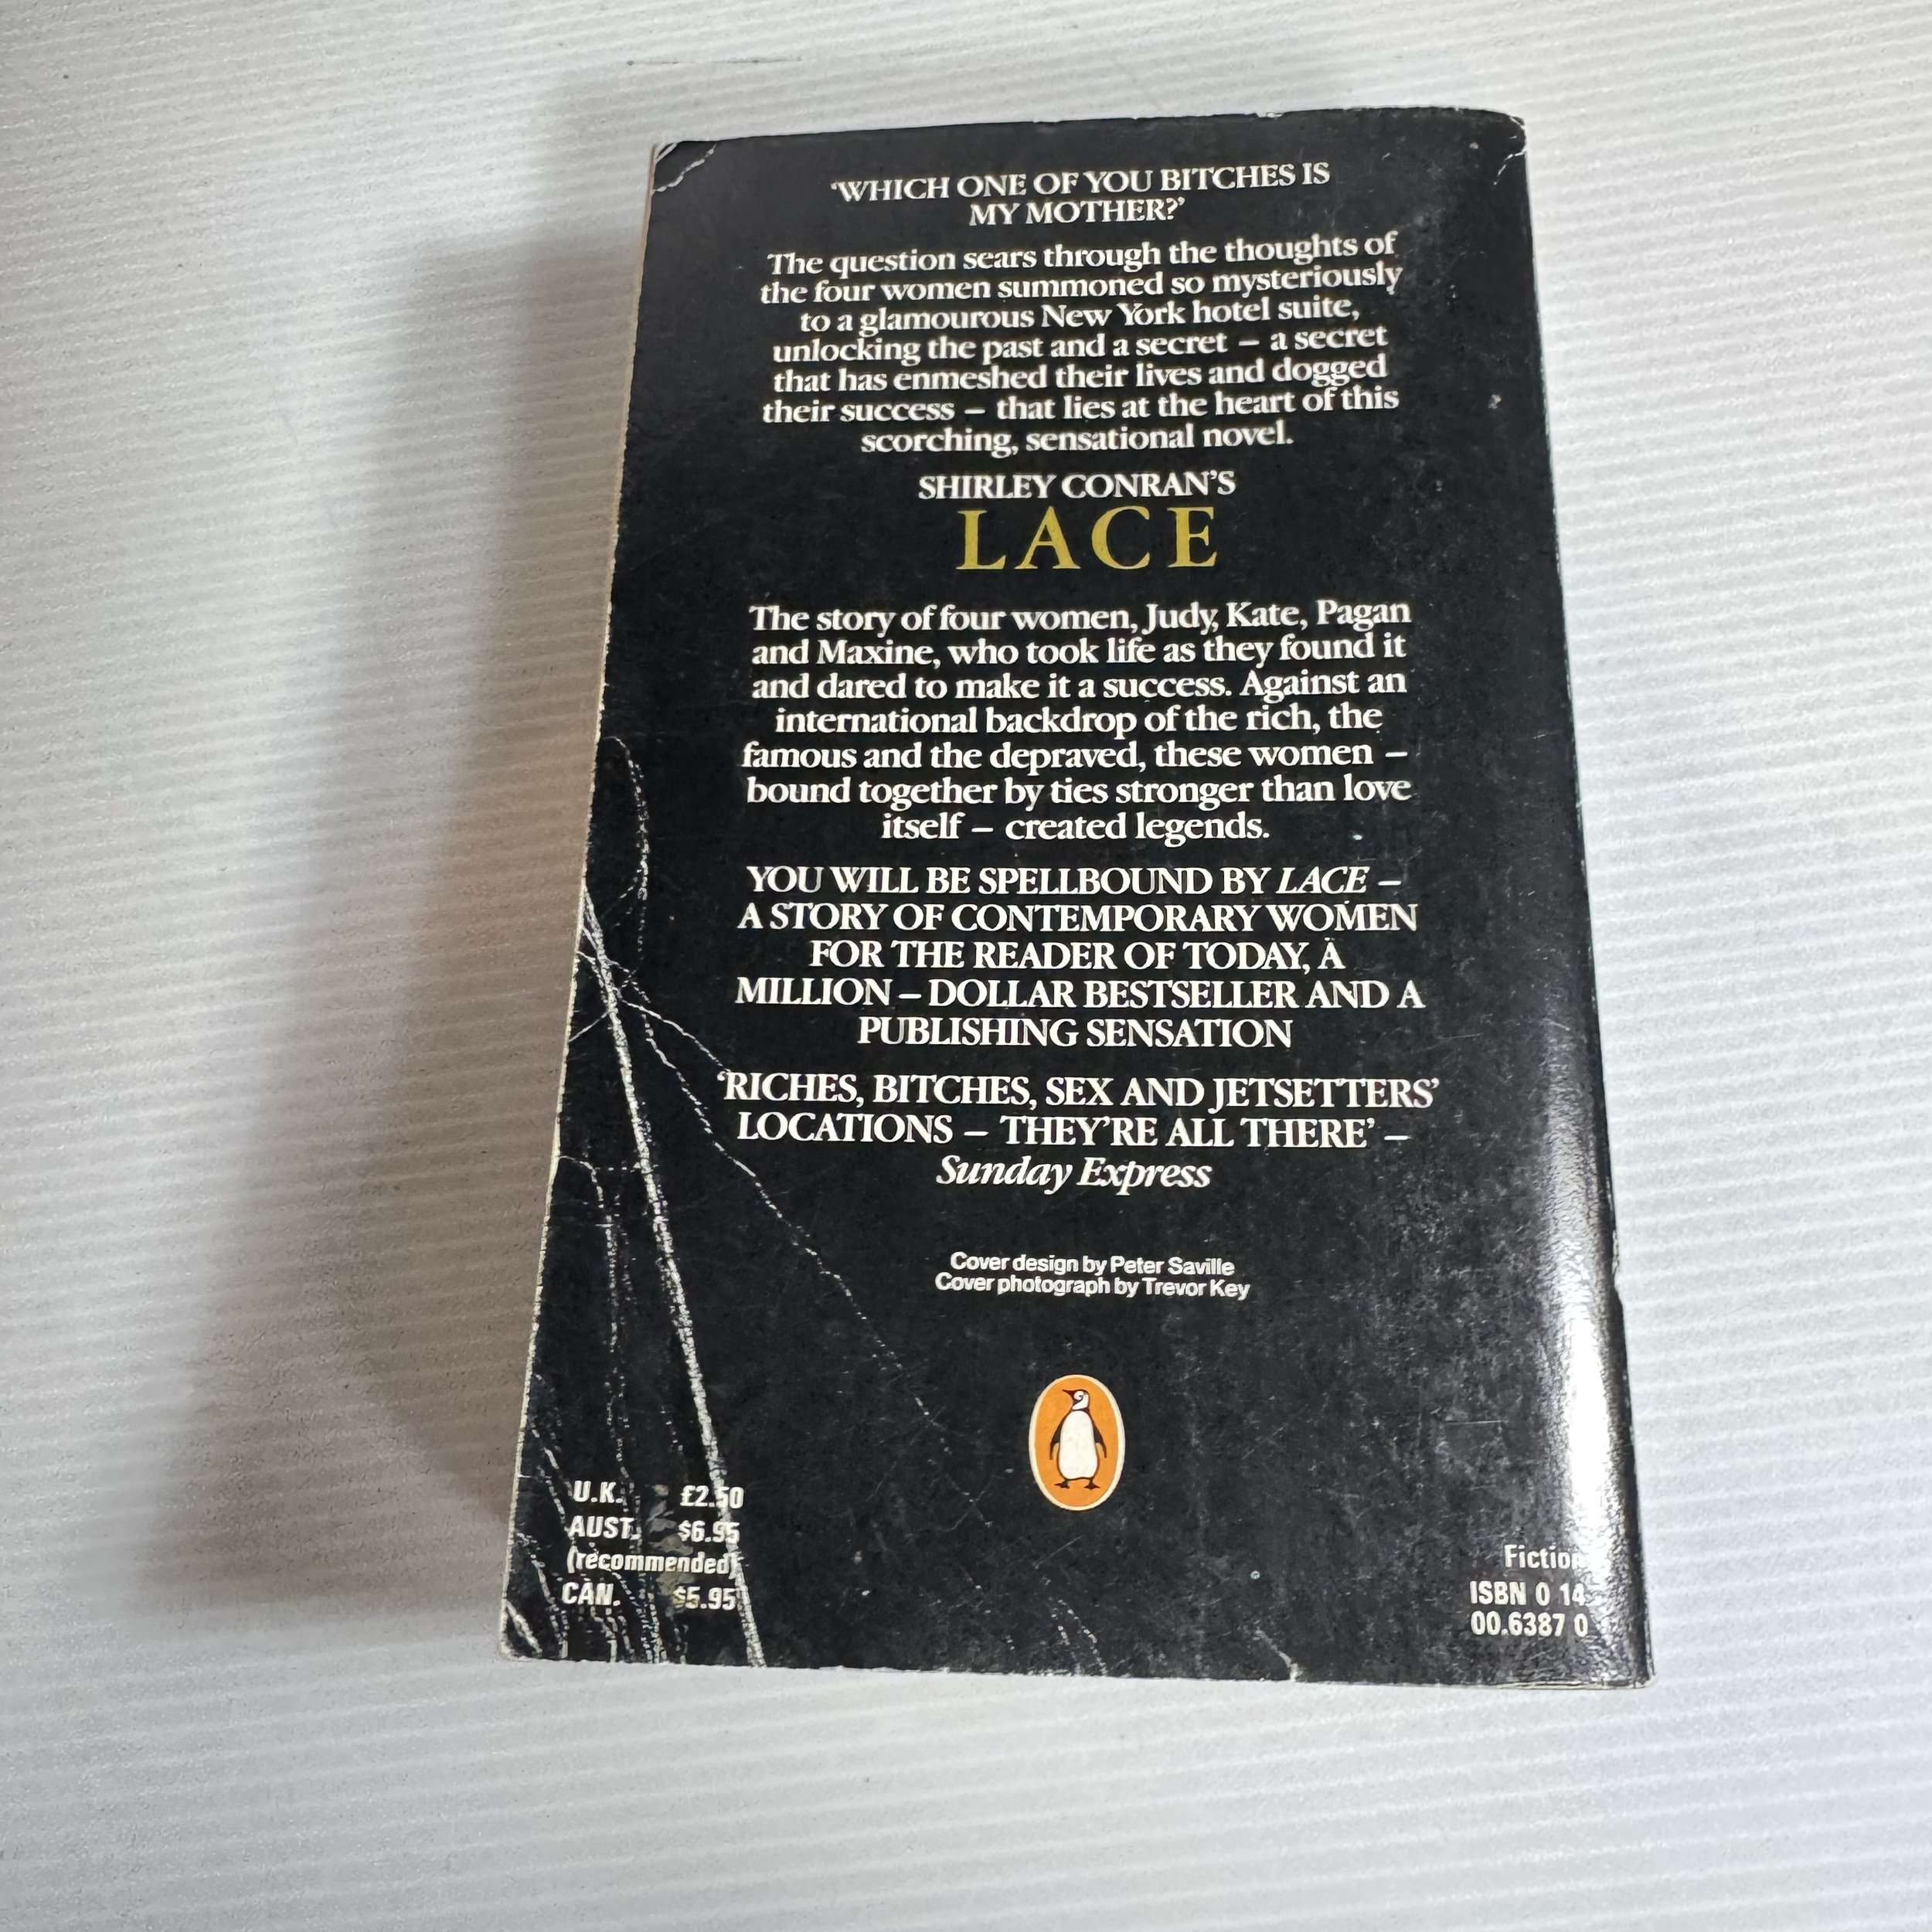 ‘WHICH ONE OF YOU BITCHES IS
MY MOTHER?’
The question sears through the thoughts of
the four women summoned so mysteriously
to a glamourous New York hotel suite,
unlocking the past and a secret – a secret
that has enmeshed their lives and dogged
their success – that lies at the heart of this
scorching, sensational novel.
SHIRLEY CONRAN’S
LACE
The story of four women, Judy, Kate, Pagan
and Maxine, who took life as they found it
and dared to make it a success. Against an
international backdrop of the rich, the
famous and the depraved, these women –
bound together by ties stronger than love
itself – created legends.
YOU WILL BE SPELLBOUND BY LACE –
A STORY OF CONTEMPORARY WOMEN
FOR THE READER OF TODAY, A
MILLION – DOLLAR BESTSELLER AND A
PUBLISHING SENSATION
‘RICHES, BITCHES, SEX AND JETSETTERS’
LOCATIONS – THEY’RE ALL THERE’ –
Sunday Express
Cover design by Peter Saville
Cover photograph by Trevor Key
U.K. £2.50
AUST. $6.95
(recommended)
CAN. $5.95
Fiction
ISBN 0 14
00.6387 0